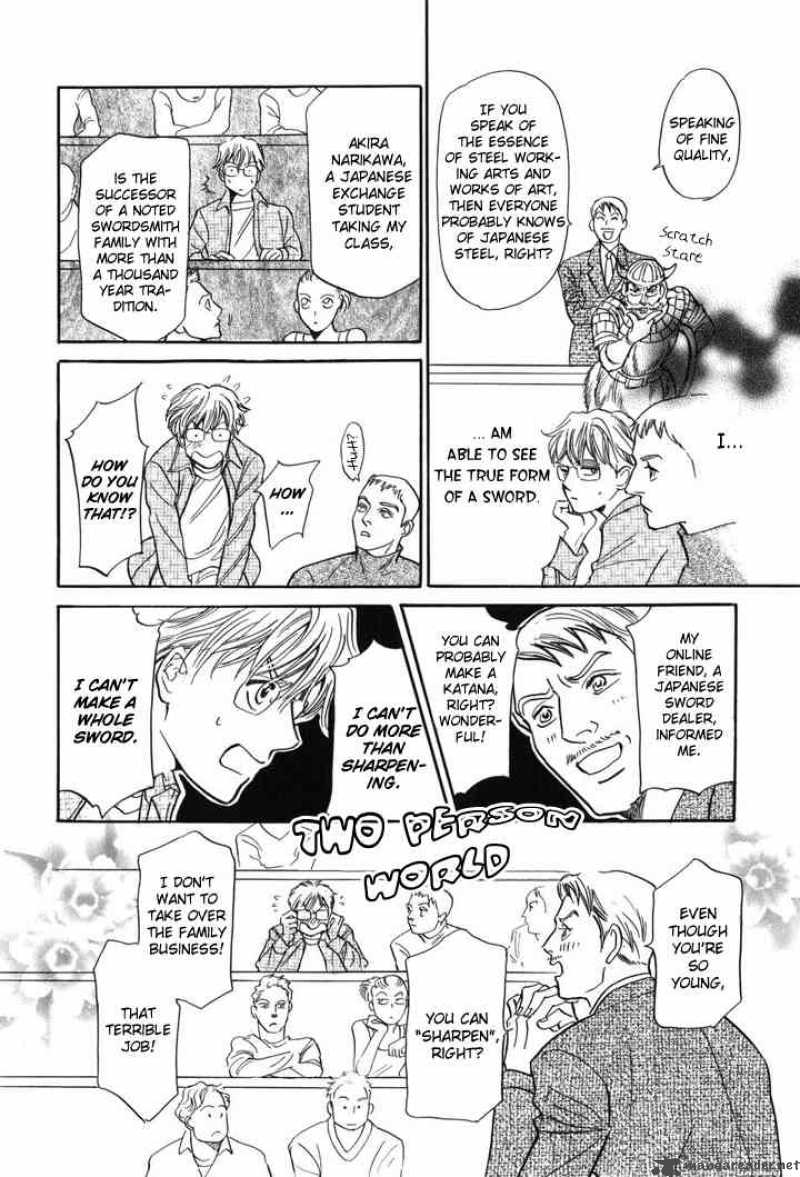 SPEAKING
OF FINE
QUALITY,
IF YOU
SPEAK OF
THE ESSENCE
OF STEEL WORK-
ING ARTS AND
WORKS OF ART,
THEN EVERYONE
PROBABLY KNOWS
OF JAPANESE
STEEL, RIGHT?
Scratch
Stare
I...
... AM
ABLE TO SEE
THE TRUE FORM
OF A SWORD.
AKIRA
NARIKAWA,
A JAPANESE
EXCHANGE
STUDENT
TAKING MY
CLASS,
IS THE
SUCCESSOR
OF A NOTED
SWORDSMITH
FAMILY WITH
MORE THAN
A THOUSAND
YEAR TRA-
DITION.
HUH?
HOW
...
HOW
DO YOU
KNOW
THAT!?
MY
ONLINE
FRIEND, A
JAPANESE
SWORD
DEALER,
INFORMED
ME.
YOU CAN
PROBABLY
MAKE A
KATANA,
RIGHT?
WONDER-
FUL!
I CAN'T
DO MORE
THAN
SHARPEN-
ING.
I CAN'T
MAKE A
WHOLE
SWORD.
TWO PERSON
WORLD
EVEN
THOUGH
YOU'RE
SO
YOUNG,
YOU CAN
"SHARPEN",
RIGHT?
I DON'T
WANT TO
TAKE OVER
THE FAMILY
BUSINESS!
THAT
TERRIBLE
JOB!
mangareader.net